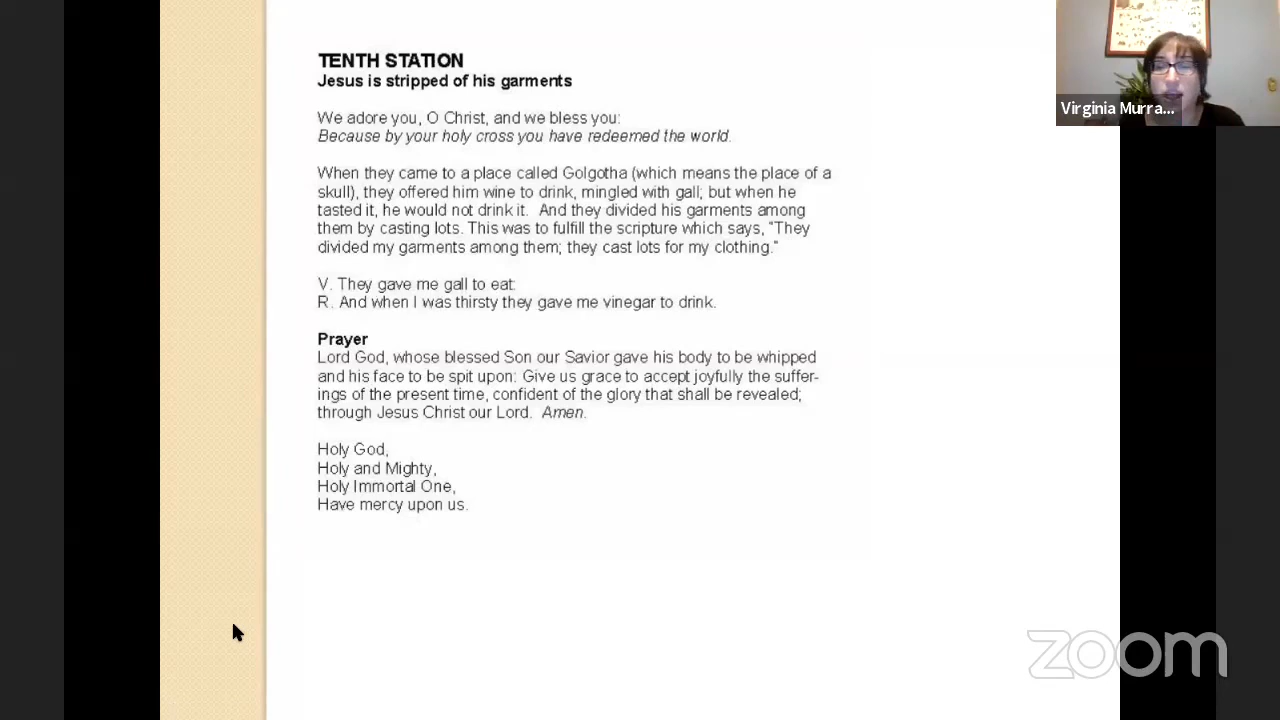 TENTH STATION
Jesus is stripped of his garments
We adore you, O Christ, and we bless you:
Because by your holy cross you have redeemed the world.
When they came to a place called Golgotha (which means the place of a
skull), they offered him wine to drink, mingled with gall; but when he
tasted it, he would not drink it.  And they divided his garments among
them by casting lots. This was to fulfill the scripture which says, “They
divided my garments among them; they cast lots for my clothing.”
V. They gave me gall to eat:
R. And when I was thirsty they gave me vinegar to drink.
Prayer
Lord God, whose blessed Son our Savior gave his body to be whipped
and his face to be spit upon: Give us grace to accept joyfully the suffer-
ings of the present time, confident of the glory that shall be revealed;
through Jesus Christ our Lord.  Amen.
Holy God,
Holy and Mighty,
Holy Immortal One,
Have mercy upon us.
Virginia Murra...
zoom